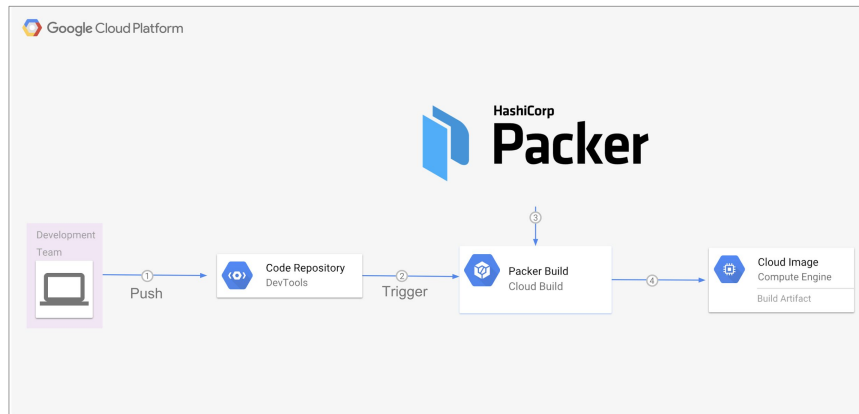 Google Cloud Platform
HashiCorp
Packer
3
Development
Team
1
Push
Code Repository
DevTools
2
Trigger
Packer Build
Cloud Build
4
Cloud Image
Compute Engine
Build Artifact